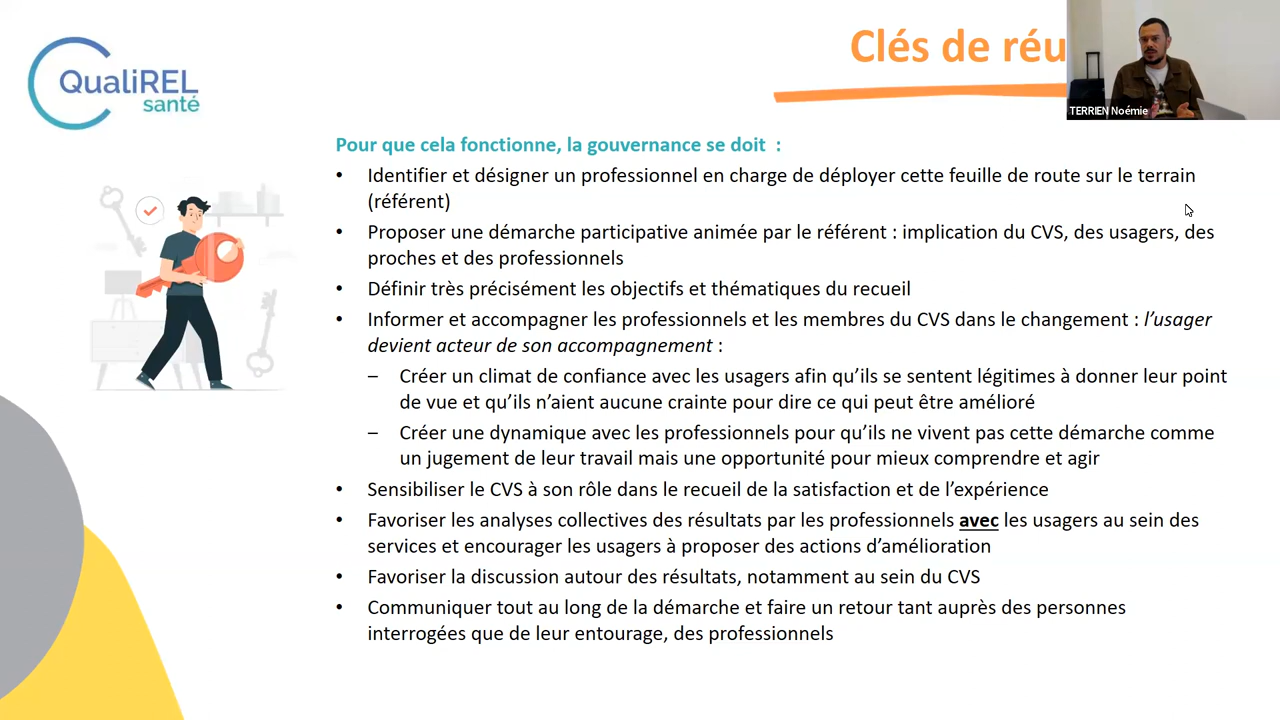 QualiREL
santé
Clés de réu
TERRIEN Noémie
Pour que cela fonctionne, la gouvernance se doit :
• Identifier et désigner un professionnel en charge de déployer cette feuille de route sur le terrain
(référent)
• Proposer une démarche participative animée par le référent : implication du CVS, des usagers, des
proches et des professionnels
• Définir très précisément les objectifs et thématiques du recueil
• Informer et accompagner les professionnels et les membres du CVS dans le changement : l’usager
devient acteur de son accompagnement :
– Créer un climat de confiance avec les usagers afin qu’ils se sentent légitimes à donner leur point
de vue et qu’ils n’aient aucune crainte pour dire ce qui peut être amélioré
– Créer une dynamique avec les professionnels pour qu’ils ne vivent pas cette démarche comme
un jugement de leur travail mais une opportunité pour mieux comprendre et agir
• Sensibiliser le CVS à son rôle dans le recueil de la satisfaction et de l’expérience
• Favoriser les analyses collectives des résultats par les professionnels avec les usagers au sein des
services et encourager les usagers à proposer des actions d’amélioration
• Favoriser la discussion autour des résultats, notamment au sein du CVS
• Communiquer tout au long de la démarche et faire un retour tant auprès des personnes
interrogées que de leur entourage, des professionnels